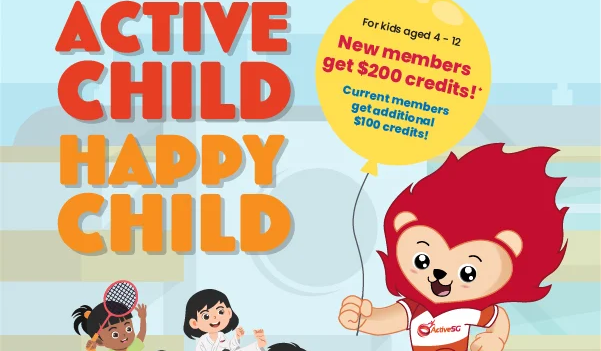 ACTIVE
CHILD
HAPPY
CHILD
For kids aged 4 - 12
New members
get $200 credits!*
Current members
get additional
$100 credits!
ActiveSG